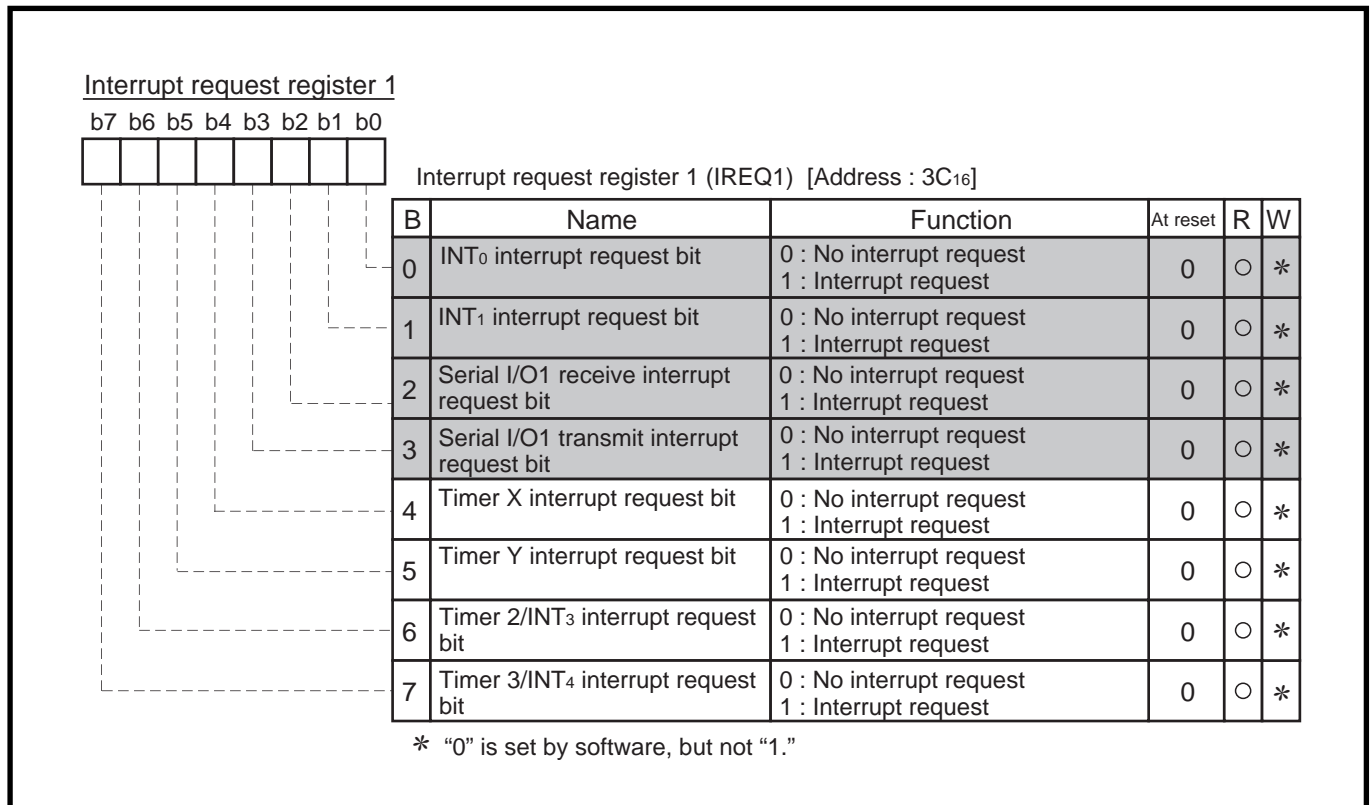 Interrupt request register 1
b7 b6 b5 b4 b3 b2 b1 b0
Interrupt request register 1 (IREQ1) [Address : 3C16]
B Name Function At reset R W
0 INT0 interrupt request bit 0 : No interrupt request 0 ○ *
1 : Interrupt request
1 INT1 interrupt request bit 0 : No interrupt request 0 ○ *
1 : Interrupt request
2 Serial I/O1 receive interrupt 0 : No interrupt request 0 ○ *
request bit 1 : Interrupt request
3 Serial I/O1 transmit interrupt 0 : No interrupt request 0 ○ *
request bit 1 : Interrupt request
4 Timer X interrupt request bit 0 : No interrupt request 0 ○ *
1 : Interrupt request
5 Timer Y interrupt request bit 0 : No interrupt request 0 ○ *
1 : Interrupt request
6 Timer 2/INT3 interrupt request 0 : No interrupt request 0 ○ *
bit 1 : Interrupt request
7 Timer 3/INT4 interrupt request 0 : No interrupt request 0 ○ *
bit 1 : Interrupt request
* “0” is set by software, but not “1.”